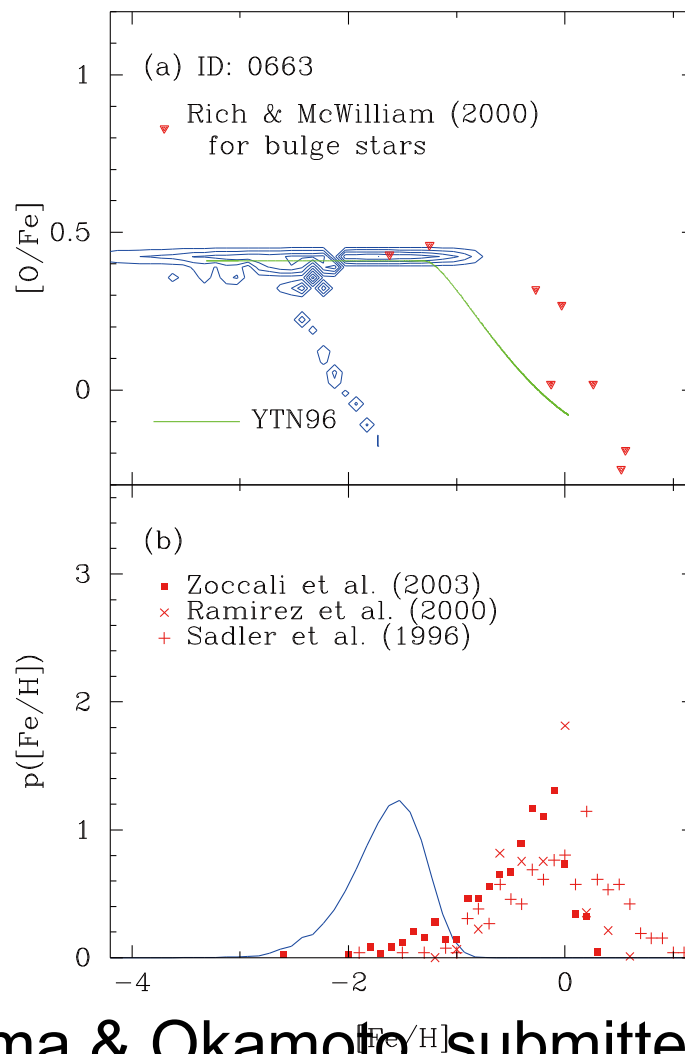 (a) ID: 0663
Rich & McWilliam (2000)
for bulge stars
1
0.5
0
[O/Fe]
YTN96
(b)
Zoccali et al. (2003)
Ramirez et al. (2000)
Sadler et al. (1996)
3
2
1
0
p([Fe/H])
−4
−2
0
[Fe/H]
ma & Okamoto submitte